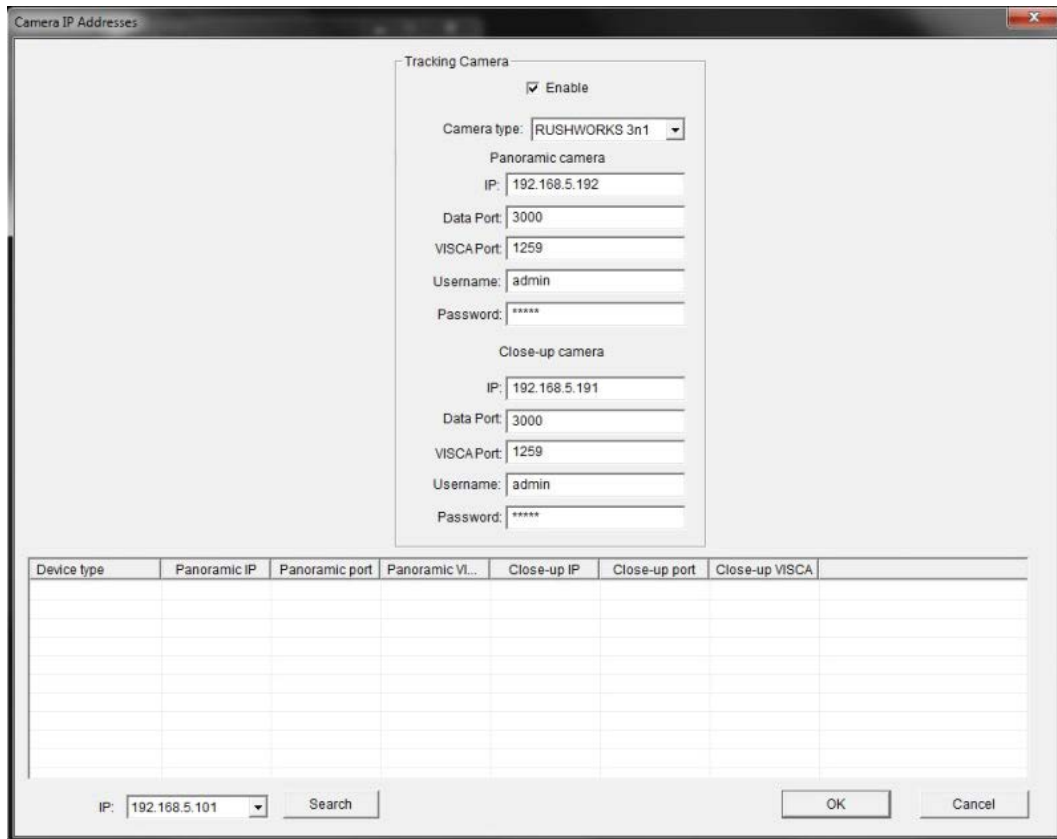 Camera IP Addresses
Tracking Camera
Enable
Camera type: RUSHWORKS 3n1
Panoramic camera
IP: 192.168.5.192
Data Port: 3000
VISCA Port: 1259
Username: admin
Password: *****
Close-up camera
IP: 192.168.5.191
Data Port: 3000
VISCA Port: 1259
Username: admin
Password: *****
Device type Panoramic IP Panoramic port Panoramic VI... Close-up IP Close-up port Close-up VISCA
IP: 192.168.5.101 Search OK Cancel